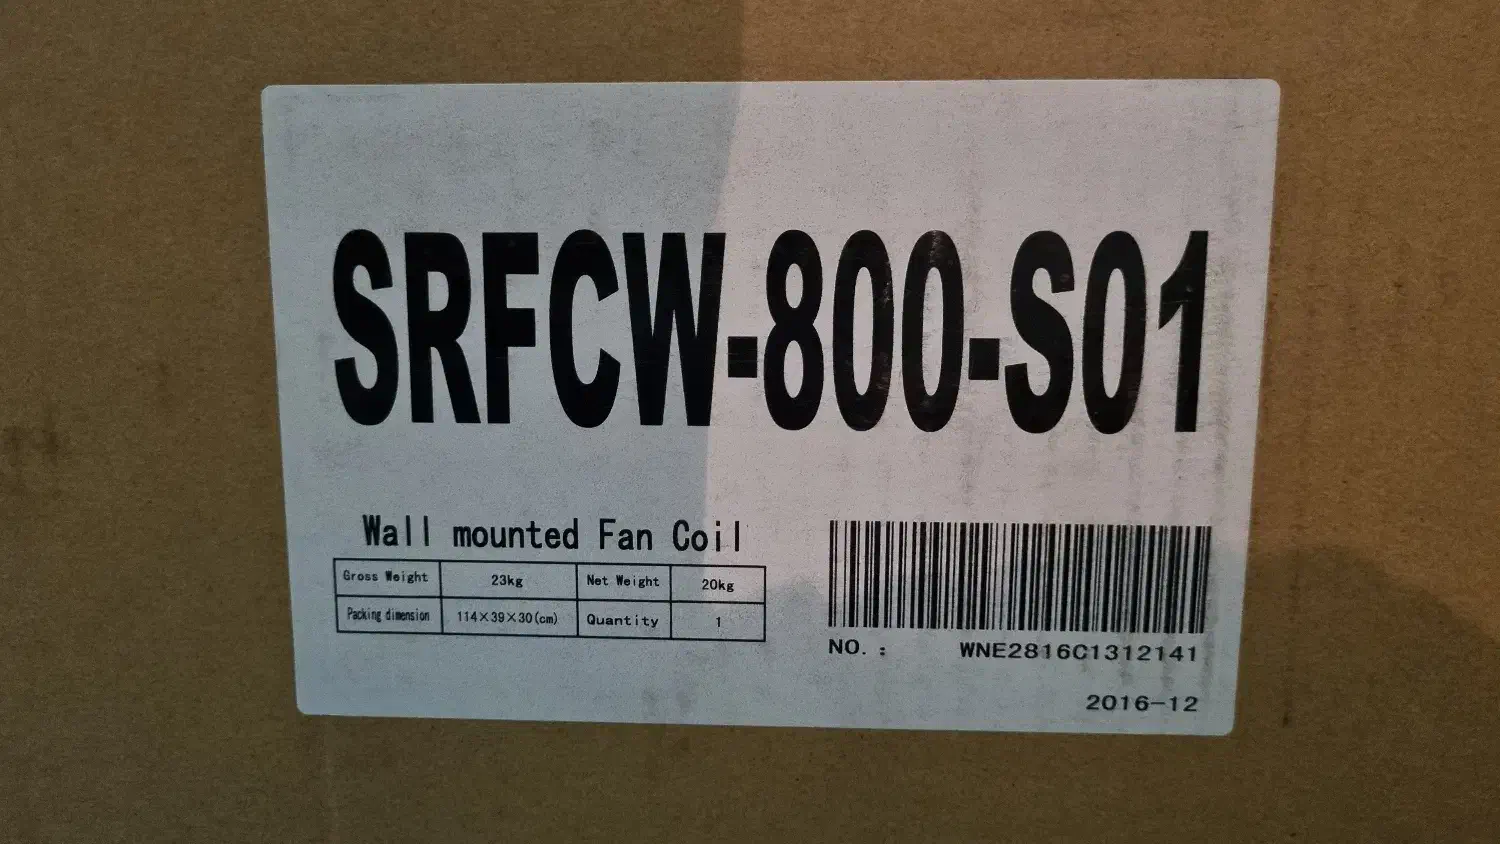 SRFCW-800-S01
Wall mounted Fan Coil
Gross Weight 23kg Net Weight 20kg
Packing dimension 114×39×30(cm) Quantity 1
NO.: WNE2816C1312141
2016-12